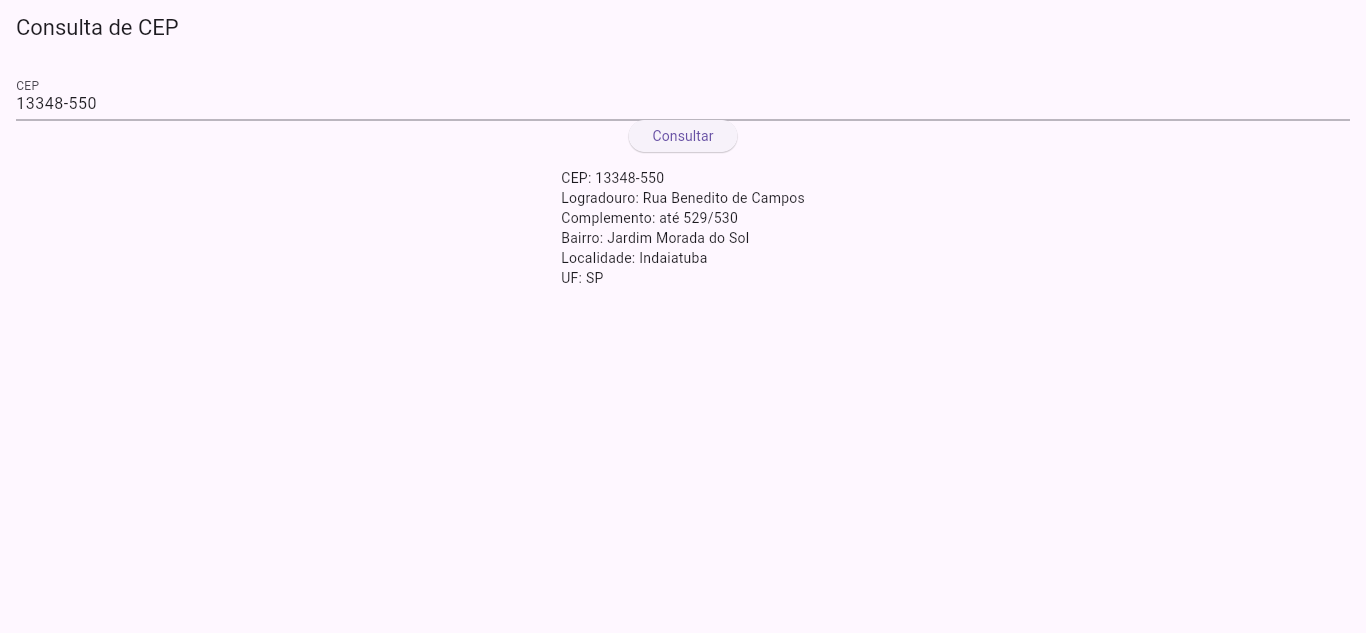 Consulta de CEP
CEP
13348-550
Consultar
CEP: 13348-550
Logradouro: Rua Benedito de Campos
Complemento: até 529/530
Bairro: Jardim Morada do Sol
Localidade: Indaiatuba
UF: SP